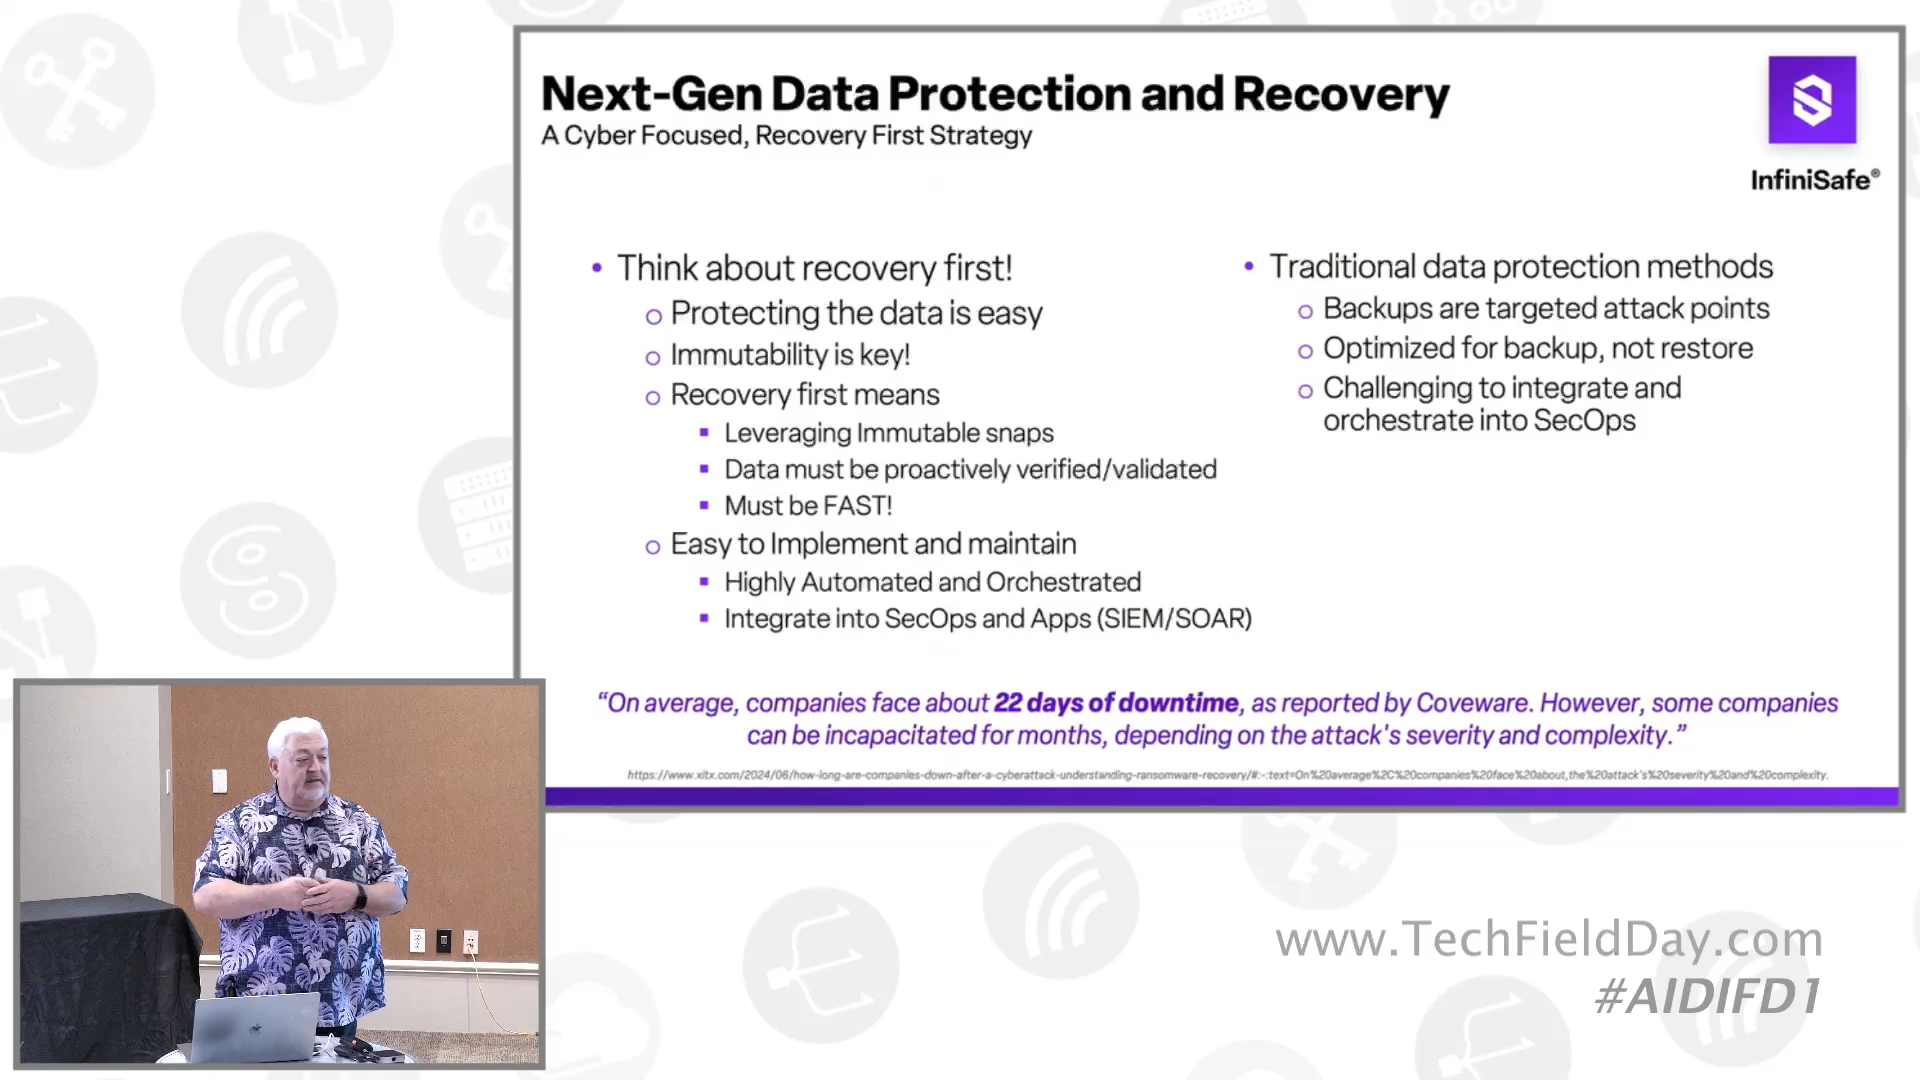 Next-Gen Data Protection and Recovery
A Cyber Focused, Recovery First Strategy
InfiniSafe®
• Think about recovery first!
o Protecting the data is easy
o Immutability is key!
o Recovery first means
▪ Leveraging Immutable snaps
▪ Data must be proactively verified/validated
▪ Must be FAST!
o Easy to Implement and maintain
▪ Highly Automated and Orchestrated
▪ Integrate into SecOps and Apps (SIEM/SOAR)
• Traditional data protection methods
o Backups are targeted attack points
o Optimized for backup, not restore
o Challenging to integrate and
orchestrate into SecOps
“On average, companies face about 22 days of downtime, as reported by Coveware. However, some companies
can be incapacitated for months, depending on the attack's severity and complexity.”
https://www.xitx.com/2024/06/how-long-are-companies-down-after-a-cyberattack-understanding-ransomware-recovery/#:~:text=On%20average%2C%20companies%20face%20about,the%20attack's%20severity%20and%20complexity.
www.TechFieldDay.com
#AIDIFD1